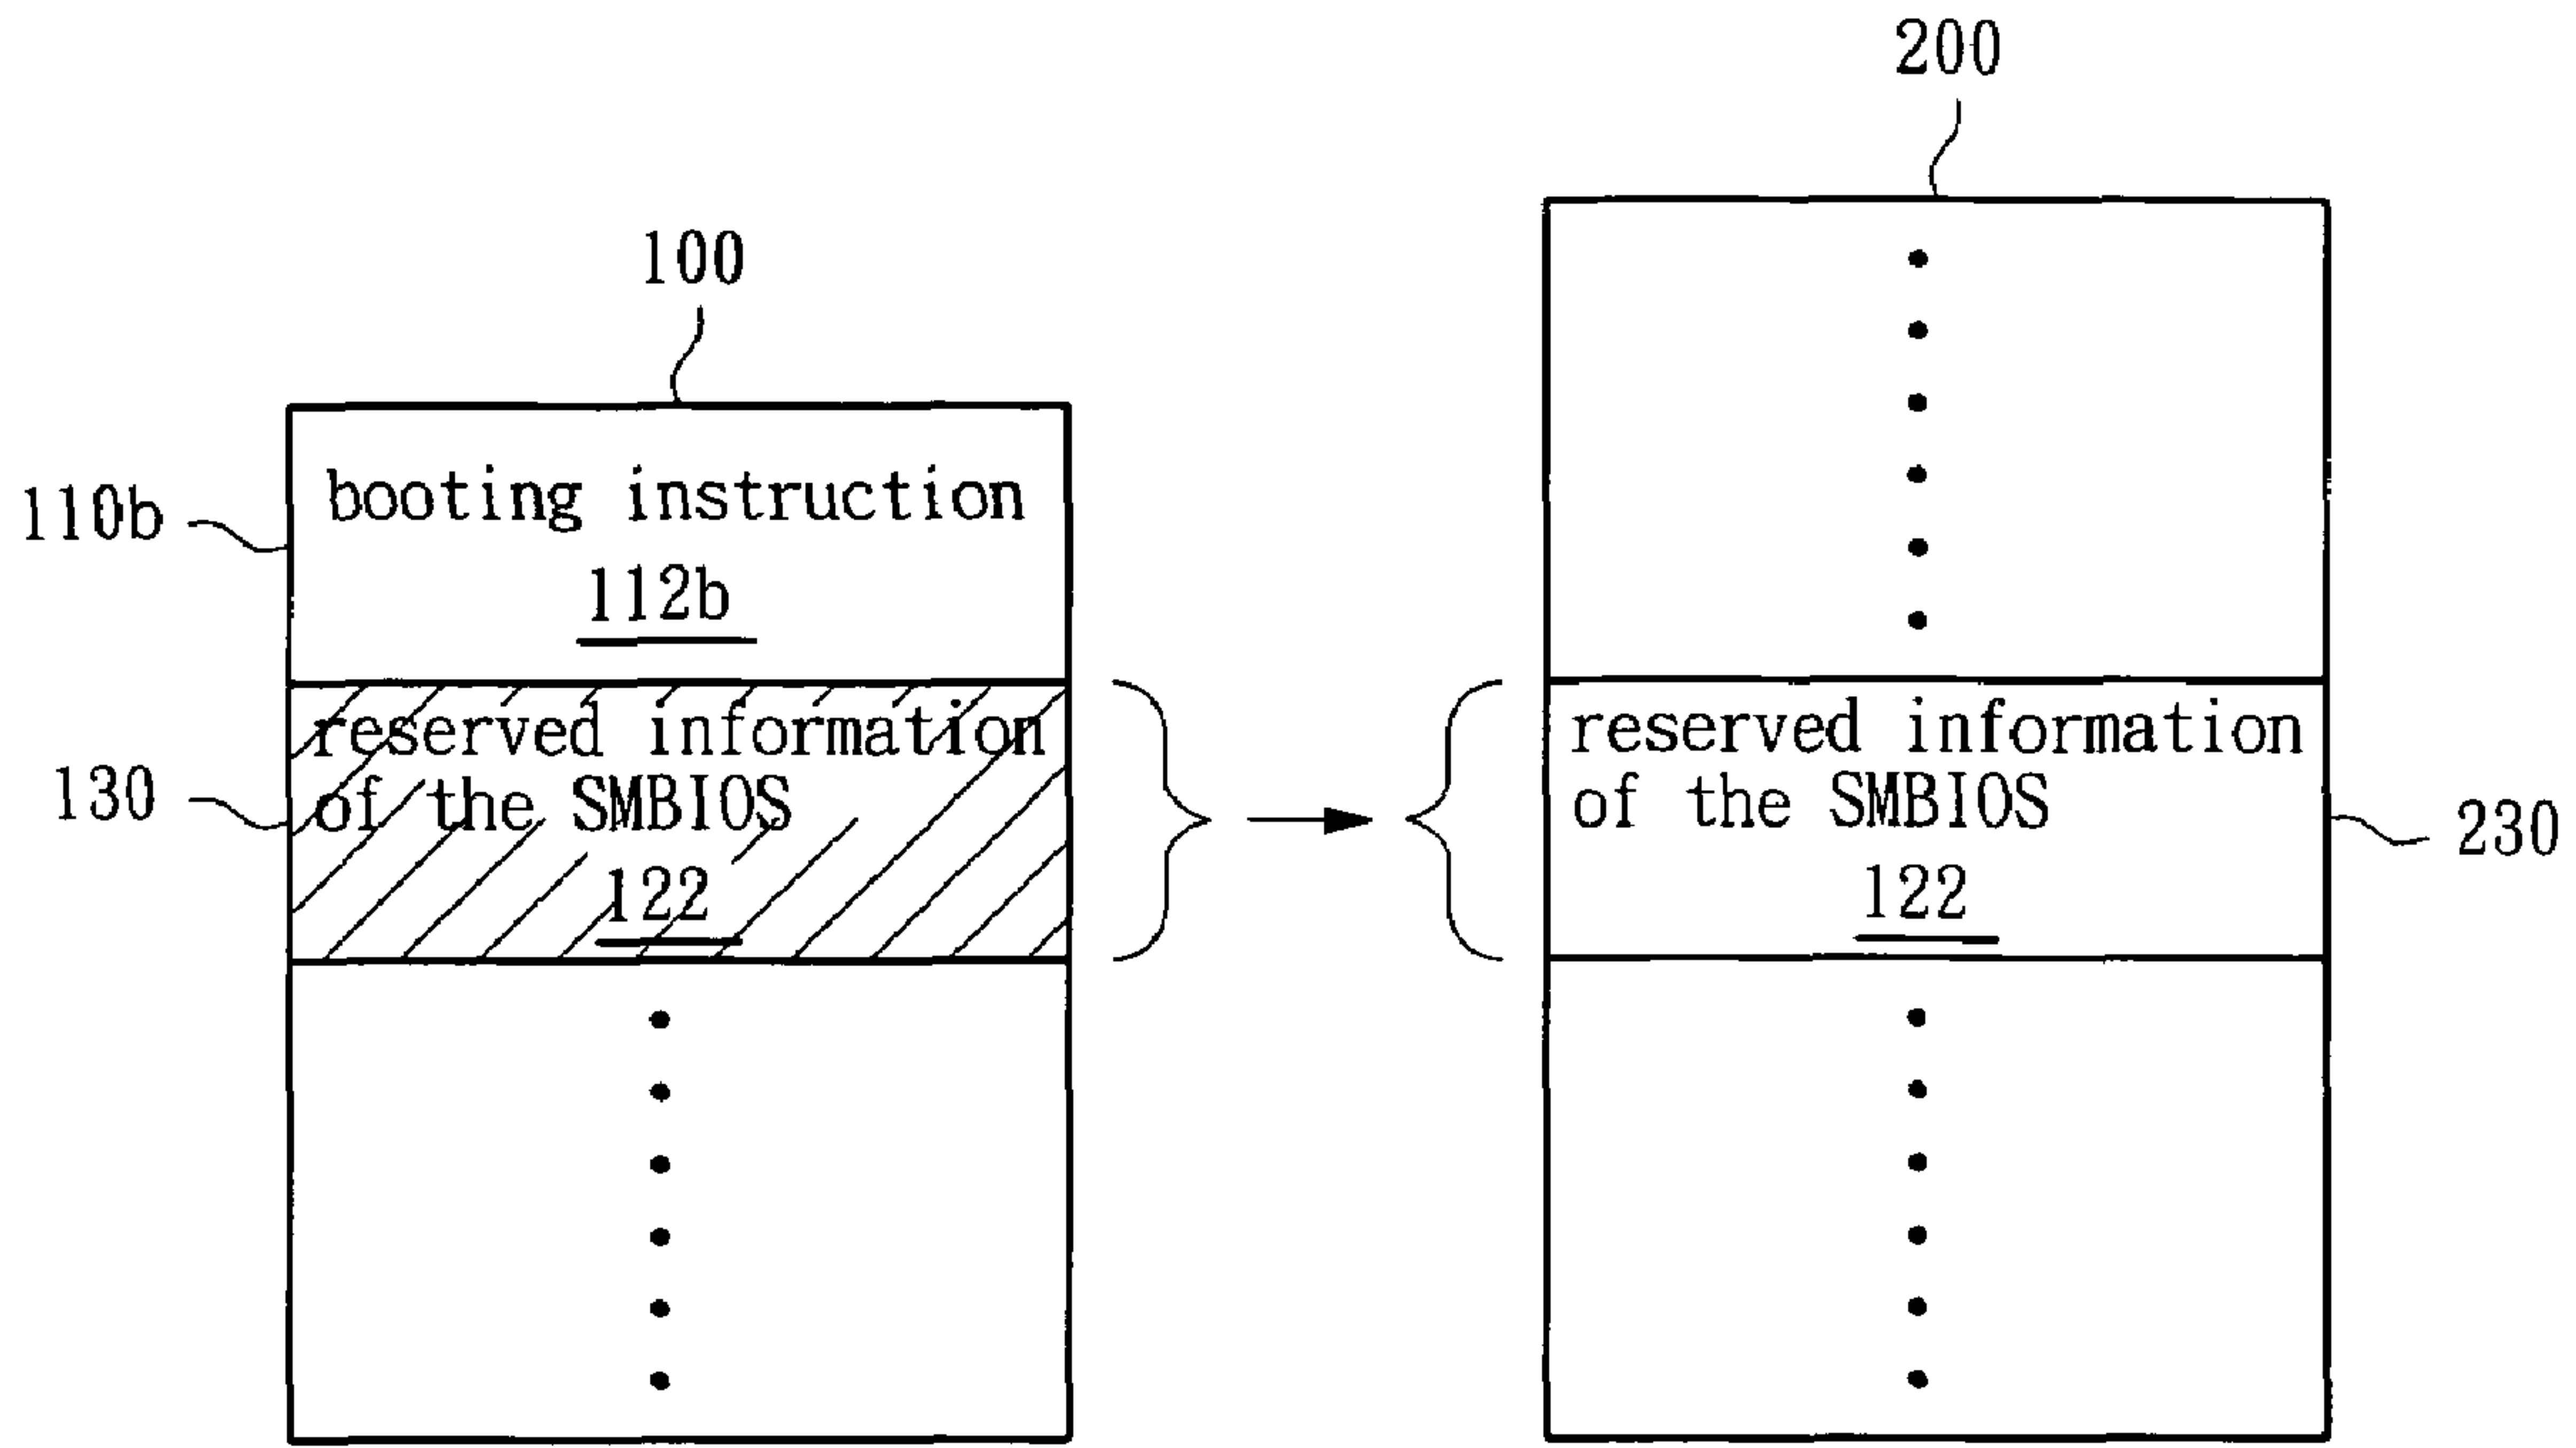 200
100
110b
booting instruction
112b
130
reserved information
of the SMBIOS
122
reserved information
of the SMBIOS
122
230